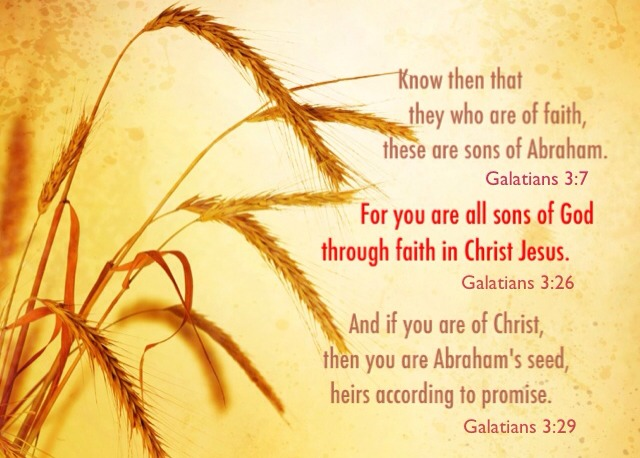 Know then that
they who are of faith,
these are sons of Abraham.
Galatians 3:7
For you are all sons of God
through faith in Christ Jesus.
Galatians 3:26
And if you are of Christ,
then you are Abraham's seed,
heirs according to promise.
Galatians 3:29